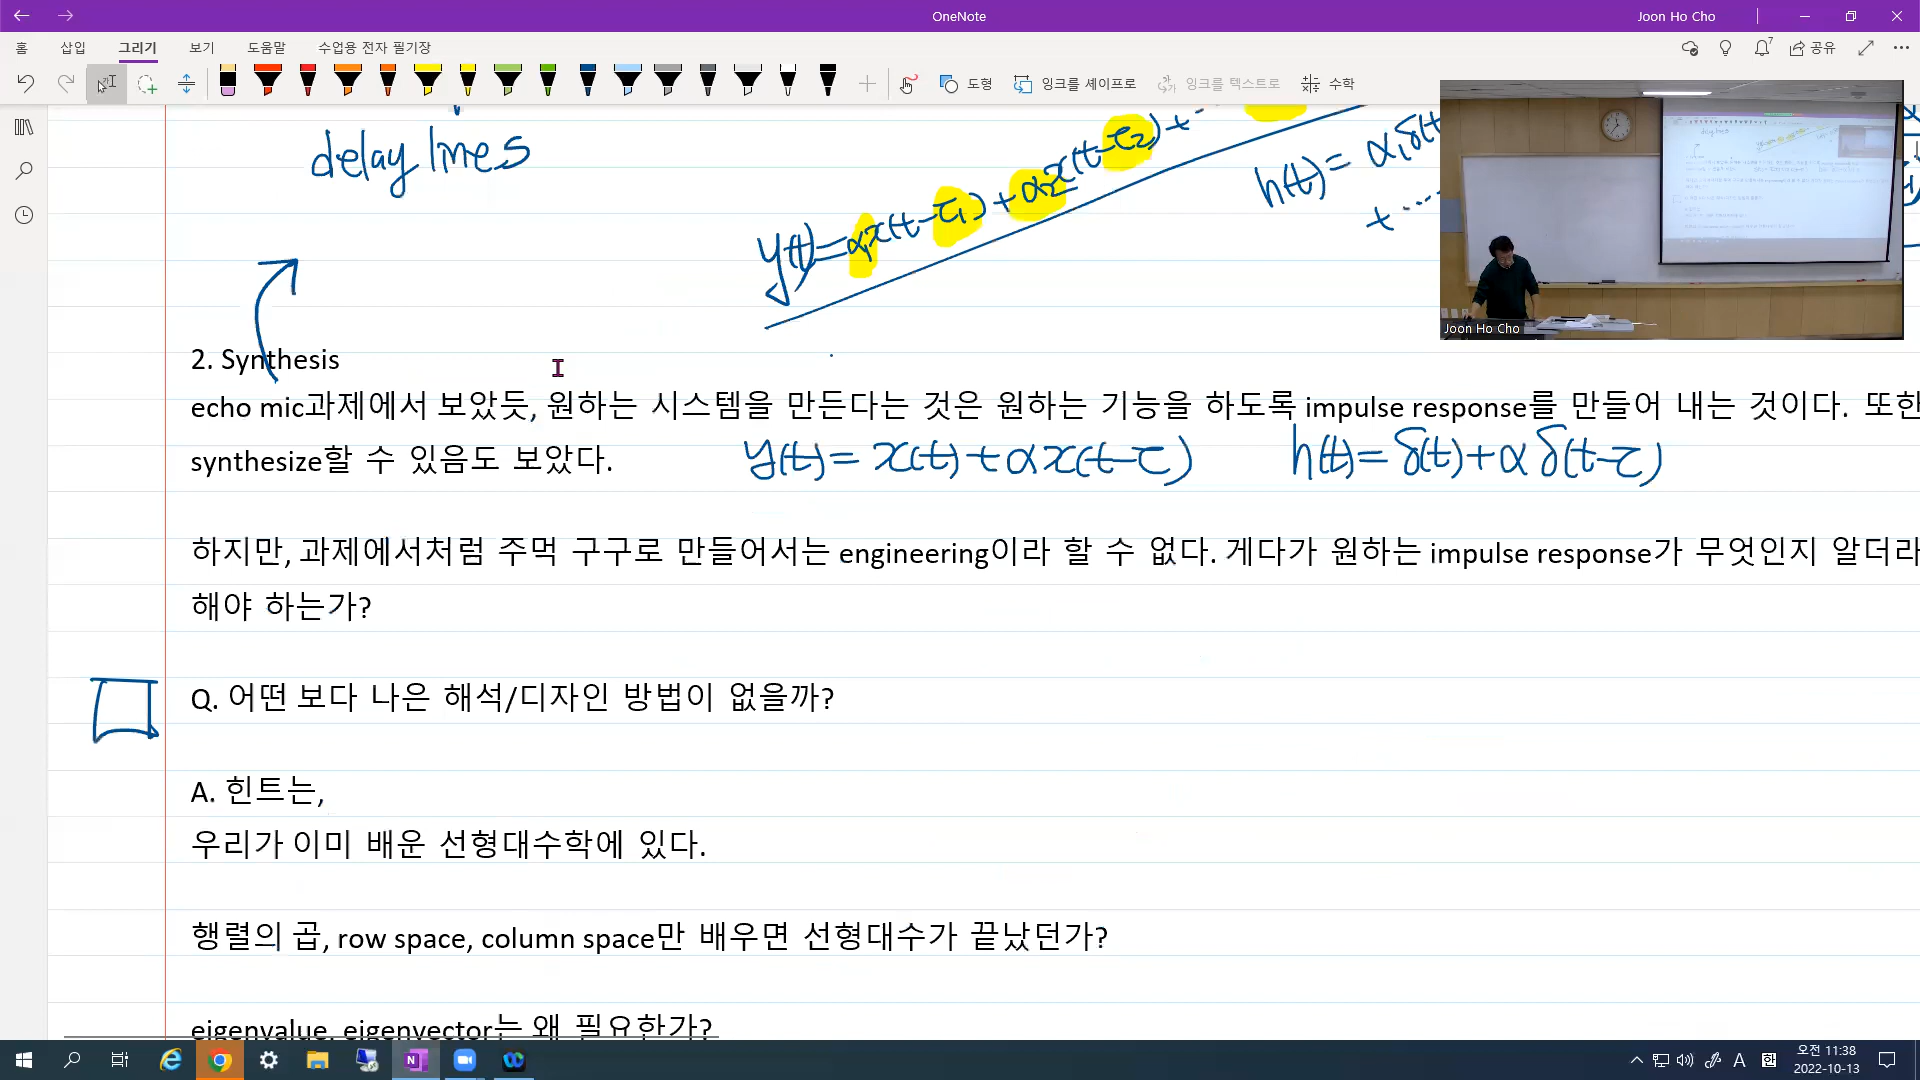 OneNote
Joon Ho Cho
홈 삽입 그리기 보기 도움말 수업용 전자 필기장
공유
도형 잉크를 셰이프로 잉크를 텍스트로 수학
delay lines
y(t)=α₁x(t-τ₁)+α₂x(t-τ₂)+...
h(t)= α₁δ(t
+ ...
Joon Ho Cho
2. Synthesis
echo mic과제에서 보았듯, 원하는 시스템을 만든다는 것은 원하는 기능을 하도록 impulse response를 만들어 내는 것이다. 또한
synthesize할 수 있음도 보았다.
y(t)= x(t)+αx(t-τ) h(t)= δ(t)+αδ(t-τ)
하지만, 과제에서처럼 주먹 구구로 만들어서는 engineering이라 할 수 없다. 게다가 원하는 impulse response가 무엇인지 알더라
해야 하는가?
Q. 어떤 보다 나은 해석/디자인 방법이 없을까?
A. 힌트는,
우리가 이미 배운 선형대수학에 있다.
행렬의 곱, row space, column space만 배우면 선형대수가 끝났던가?
eigenvalue, eigenvector는 왜 필요한가?
A 한 오전 11:38
2022-10-13